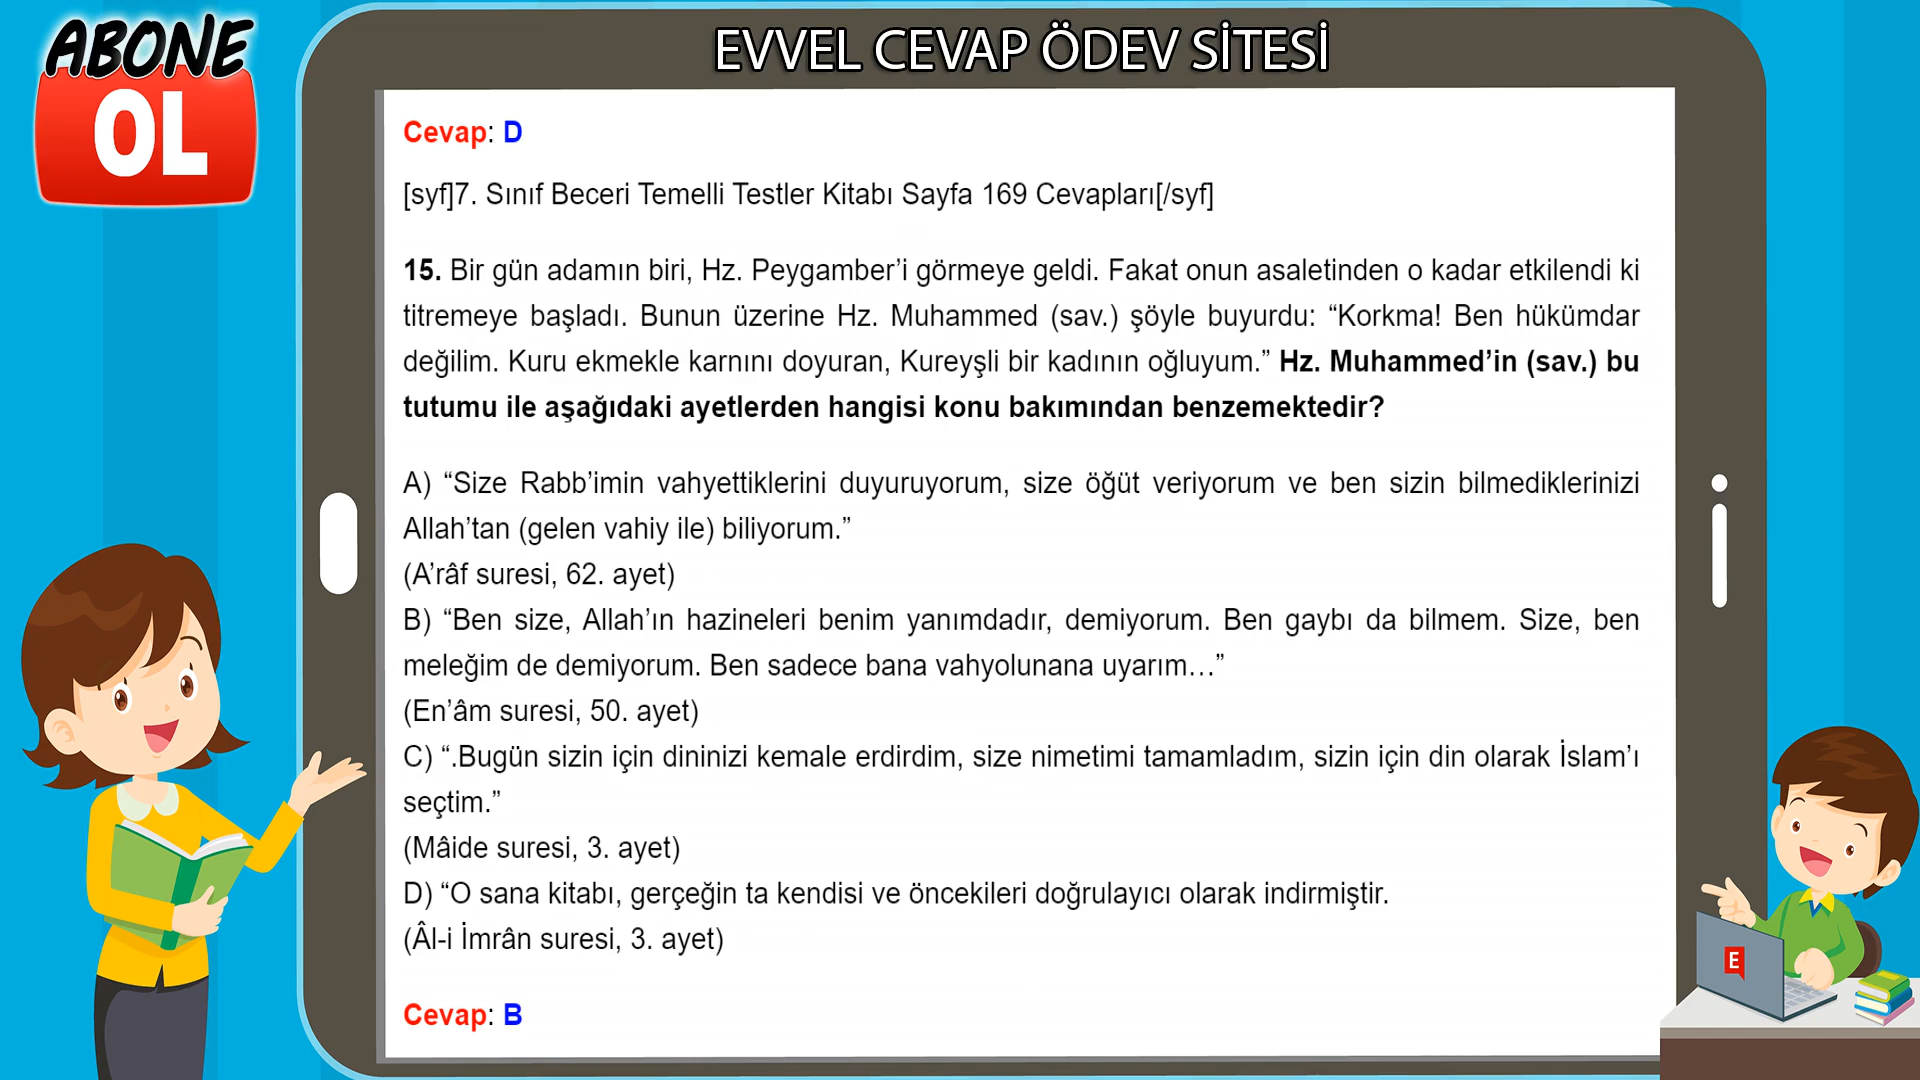 ABONE
OL
EVVEL CEVAP ÖDEV SİTESİ
Cevap: D
[syf]7. Sınıf Beceri Temelli Testler Kitabı Sayfa 169 Cevapları[/syf]
15. Bir gün adamın biri, Hz. Peygamber’i görmeye geldi. Fakat onun asaletinden o kadar etkilendi ki
titremeye başladı. Bunun üzerine Hz. Muhammed (sav.) şöyle buyurdu: “Korkma! Ben hükümdar
değilim. Kuru ekmekle karnını doyuran, Kureyşli bir kadının oğluyum.” Hz. Muhammed’in (sav.) bu
tutumu ile aşağıdaki ayetlerden hangisi konu bakımından benzemektedir?
A) “Size Rabb’imin vahyettiklerini duyuruyorum, size öğüt veriyorum ve ben sizin bilmediklerinizi
Allah’tan (gelen vahiy ile) biliyorum.”
(A’râf suresi, 62. ayet)
B) “Ben size, Allah’ın hazineleri benim yanımdadır, demiyorum. Ben gaybı da bilmem. Size, ben
meleğim de demiyorum. Ben sadece bana vahyolunana uyarım…”
(En’âm suresi, 50. ayet)
C) “.Bugün sizin için dininizi kemale erdirdim, size nimetimi tamamladım, sizin için din olarak İslam’ı
seçtim.”
(Mâide suresi, 3. ayet)
D) “O sana kitabı, gerçeğin ta kendisi ve öncekileri doğrulayıcı olarak indirmiştir.
(Âl-i İmrân suresi, 3. ayet)
Cevap: B
E